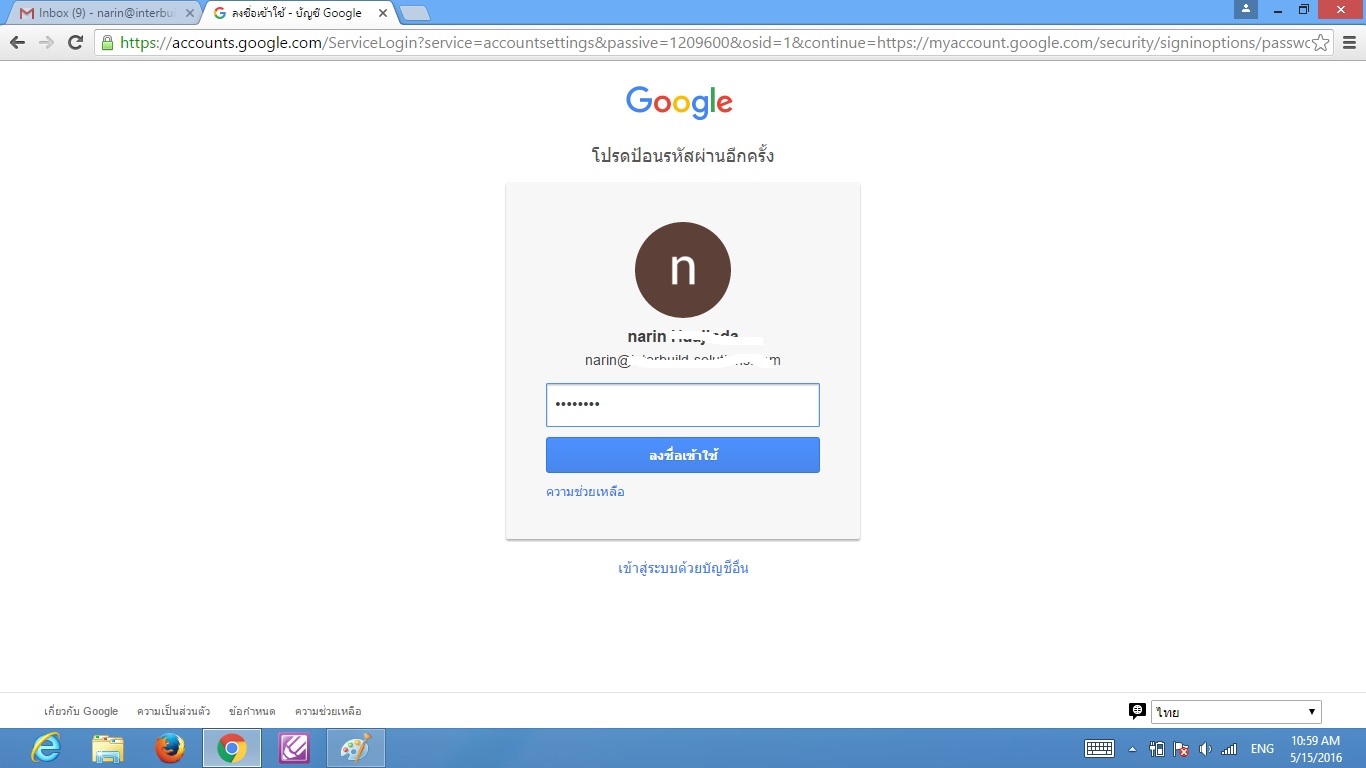 Inbox (9) - narin@interbui
ลงชื่อเข้าใช้ - บัญชี Google
https://accounts.google.com/ServiceLogin?service=accountsettings&passive=1209600&osid=1&continue=https://myaccount.google.com/security/signinoptions/passwo
Google
โปรดป้อนรหัสผ่านอีกครั้ง
n
narin
narin@
ลงชื่อเข้าใช้
ความช่วยเหลือ
เข้าสู่ระบบด้วยบัญชีอื่น
เกี่ยวกับ Google ความเป็นส่วนตัว ข้อกำหนด ความช่วยเหลือ
ไทย
ENG
10:59 AM
5/15/2016